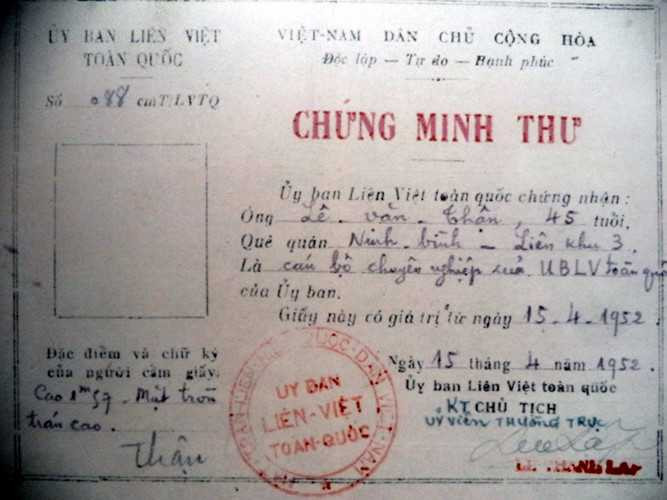 ỦY BAN LIÊN VIỆT
TOÀN QUỐC
Số 088 cmT/LVTQ
VIỆT-NAM DÂN CHỦ CỘNG HÒA
Độc lập — Tự do — Hạnh phúc
CHỨNG MINH THƯ
Ủy ban Liên Việt toàn quốc chứng nhận :
Ông Lê - văn - Thận, 45 tuổi.
Quê quán Ninh bình - Liên khu 3.
Là cán bộ chuyên nghiệp của UBLV toàn quốc
của Ủy ban.
Giấy này có giá trị từ ngày 15.4.1952.
Ngày 15 tháng 4 năm 1952.
Ủy ban Liên Việt toàn quốc
KT CHỦ TỊCH
ỦY VIÊN THƯỜNG TRỰC
Đặc điểm và chữ ký
của người cầm giấy.
Cao 1m59 - Mặt tròn
trán cao.
Thận
ỦY BAN
LIÊN-VIỆT
TOÀN-QUỐC